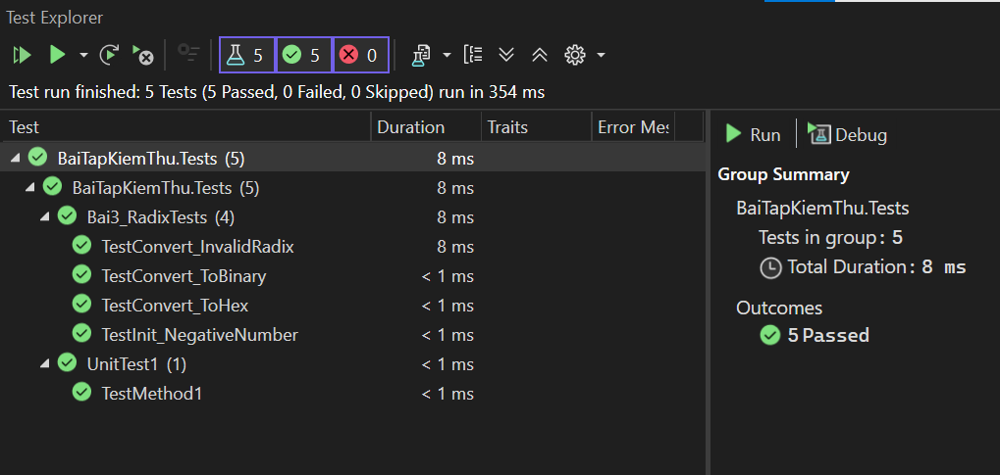 Test Explorer
5 5 0
Test run finished: 5 Tests (5 Passed, 0 Failed, 0 Skipped) run in 354 ms
Test Duration Traits Error Mes
BaiTapKiemThu.Tests (5) 8 ms
BaiTapKiemThu.Tests (5) 8 ms
Bai3_RadixTests (4) 8 ms
TestConvert_InvalidRadix 8 ms
TestConvert_ToBinary < 1 ms
TestConvert_ToHex < 1 ms
TestInit_NegativeNumber < 1 ms
UnitTest1 (1) < 1 ms
TestMethod1 < 1 ms
Run Debug
Group Summary
BaiTapKiemThu.Tests
Tests in group: 5
Total Duration: 8 ms
Outcomes
5 Passed